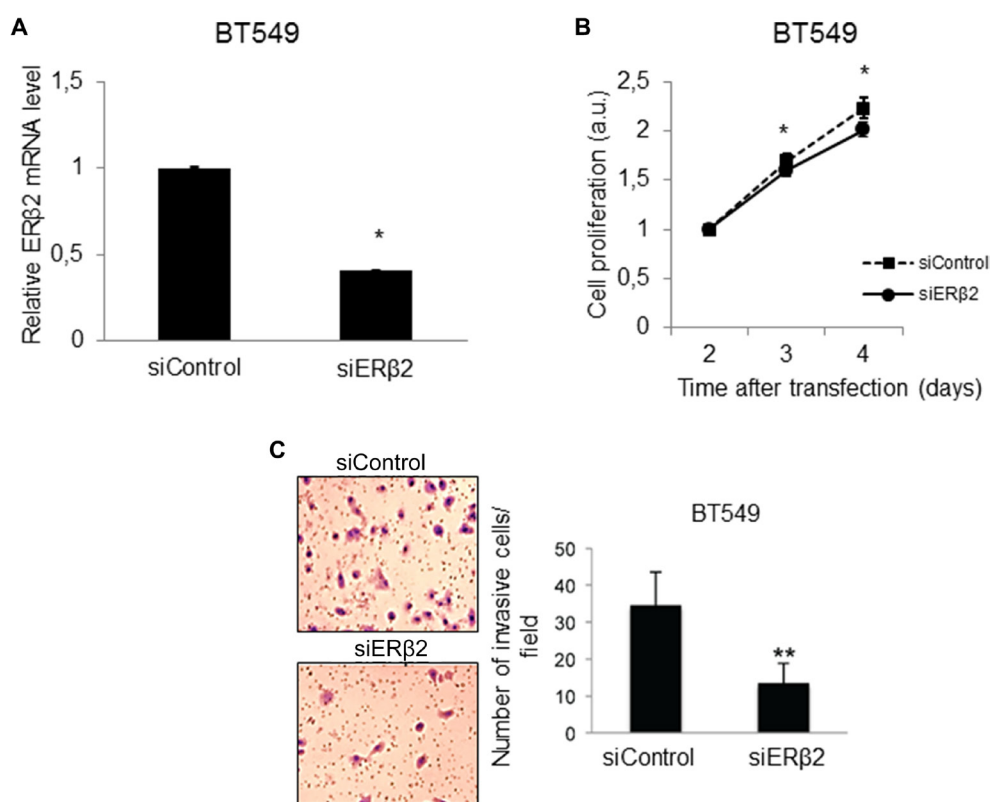 A
BT549
Relative ERβ2 mRNA level
1,5
1
0,5
0
*
siControl
siERβ2
B
BT549
Cell proliferation (a.u.)
2,5
2
1,5
1
0,5
0
*
*
siControl
siERβ2
2
3
4
Time after transfection (days)
C
siControl
siERβ2
Number of invasive cells/
field
BT549
50
40
30
20
10
0
**
siControl
siERβ2